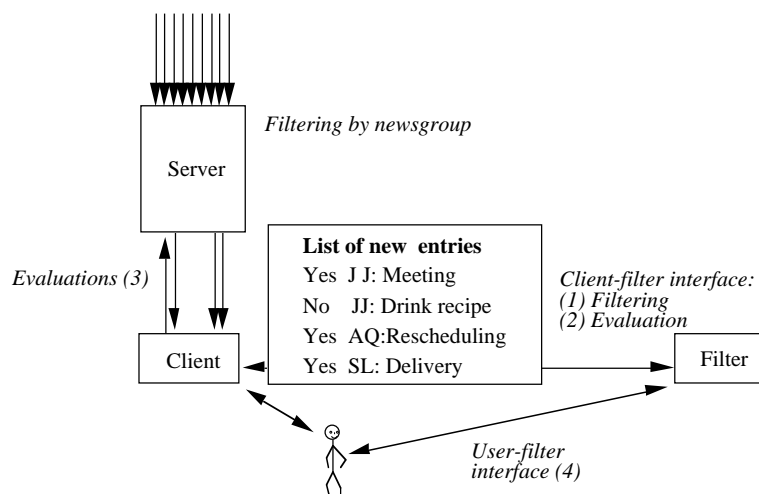 Filtering by newsgroup
Server
List of new entries
Yes J J: Meeting
No JJ: Drink recipe
Yes AQ:Rescheduling
Yes SL: Delivery
Evaluations (3)
Client-filter interface:
(1) Filtering
(2) Evaluation
Client
Filter
User-filter
interface (4)